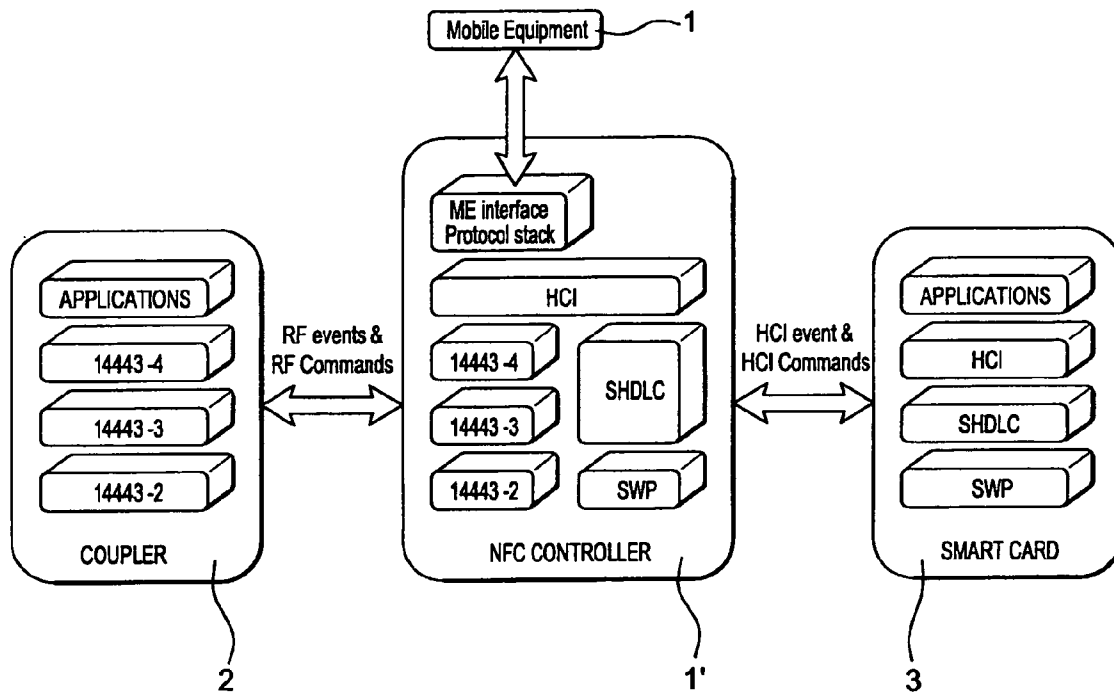 Mobile Equipment
1
ME interface
Protocol stack
HCI
14443 -4
14443 -3
14443 -2
SHDLC
SWP
NFC CONTROLLER
1'
APPLICATIONS
14443 -4
14443 -3
14443 -2
COUPLER
2
RF events &
RF Commands
HCI event &
HCI Commands
APPLICATIONS
HCI
SHDLC
SWP
SMART CARD
3